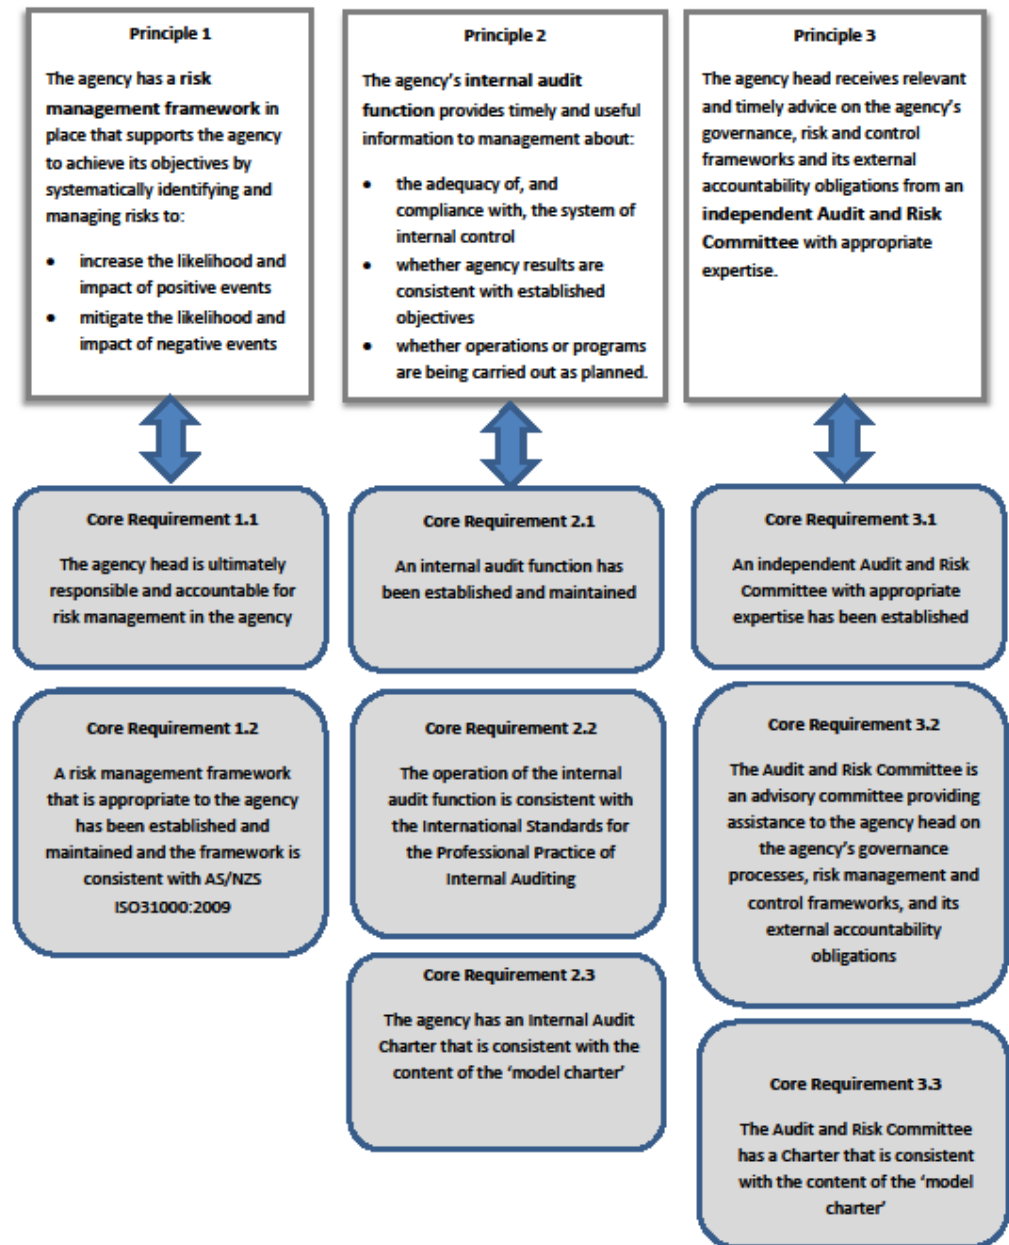 Principle 1
The agency has a risk
management framework in
place that supports the agency
to achieve its objectives by
systematically identifying and
managing risks to:
• increase the likelihood and
impact of positive events
• mitigate the likelihood and
impact of negative events
Principle 2
The agency's internal audit
function provides timely and useful
information to management about:
• the adequacy of, and
compliance with, the system of
internal control
• whether agency results are
consistent with established
objectives
• whether operations or programs
are being carried out as planned.
Principle 3
The agency head receives relevant
and timely advice on the agency's
governance, risk and control
frameworks and its external
accountability obligations from an
independent Audit and Risk
Committee with appropriate
expertise.
Core Requirement 1.1
The agency head is ultimately
responsible and accountable for
risk management in the agency
Core Requirement 2.1
An internal audit function has
been established and maintained
Core Requirement 3.1
An independent Audit and Risk
Committee with appropriate
expertise has been established
Core Requirement 1.2
A risk management framework
that is appropriate to the agency
has been established and
maintained and the framework is
consistent with AS/NZS
ISO31000:2009
Core Requirement 2.2
The operation of the internal
audit function is consistent with
the International Standards for
the Professional Practice of
Internal Auditing
Core Requirement 3.2
The Audit and Risk Committee is
an advisory committee providing
assistance to the agency head on
the agency's governance
processes, risk management and
control frameworks, and its
external accountability
obligations
Core Requirement 2.3
The agency has an Internal Audit
Charter that is consistent with the
content of the 'model charter'
Core Requirement 3.3
The Audit and Risk Committee
has a Charter that is consistent
with the content of the 'model
charter'